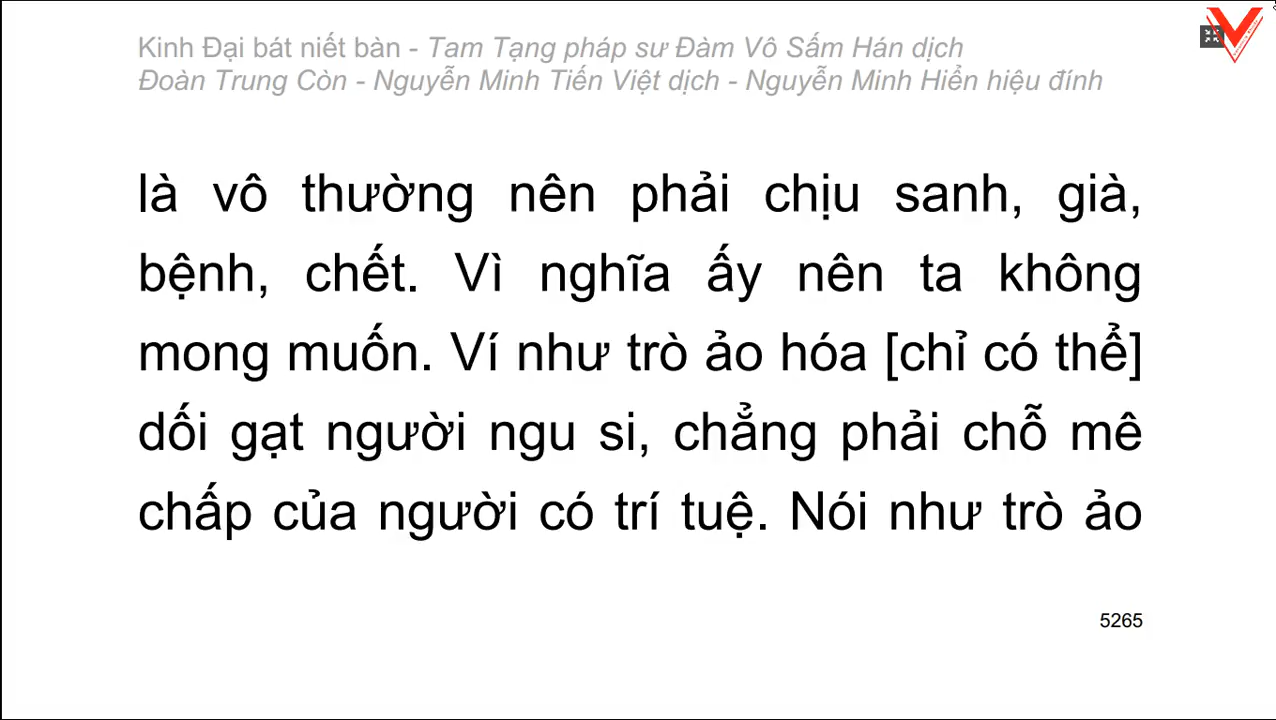 Kinh Đại bát niết bàn - Tam Tạng pháp sư Đàm Vô Sấm Hán dịch
Đoàn Trung Còn - Nguyễn Minh Tiến Việt dịch - Nguyễn Minh Hiển hiệu đính
là vô thường nên phải chịu sanh, già,
bệnh, chết. Vì nghĩa ấy nên ta không
mong muốn. Ví như trò ảo hóa [chỉ có thể]
dối gạt người ngu si, chẳng phải chỗ mê
chấp của người có trí tuệ. Nói như trò ảo
5265